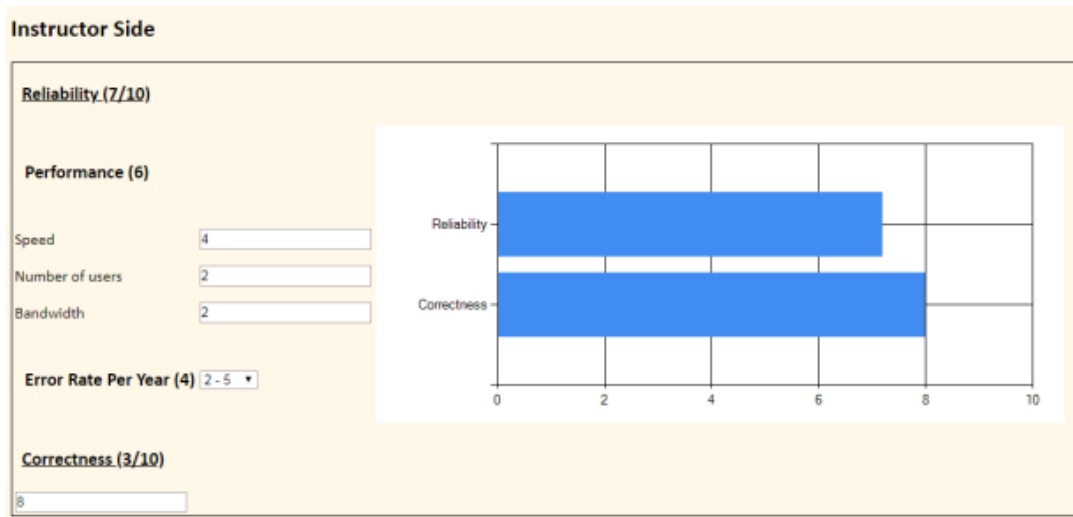 Instructor Side
Reliability (7/10)
Performance (6)
Speed 4
Number of users 2
Bandwidth 2
Error Rate Per Year (4) 2 - 5
Correctness (3/10)
8
Reliability
Correctness
0 2 4 6 8 10